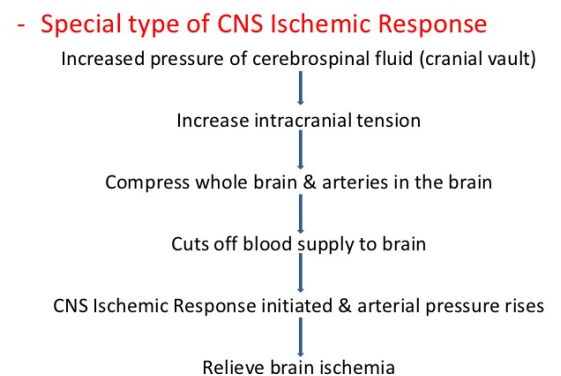 - Special type of CNS Ischemic Response
Increased pressure of cerebrospinal fluid (cranial vault)
Increase intracranial tension
Compress whole brain & arteries in the brain
Cuts off blood supply to brain
CNS Ischemic Response initiated & arterial pressure rises
Relieve brain ischemia